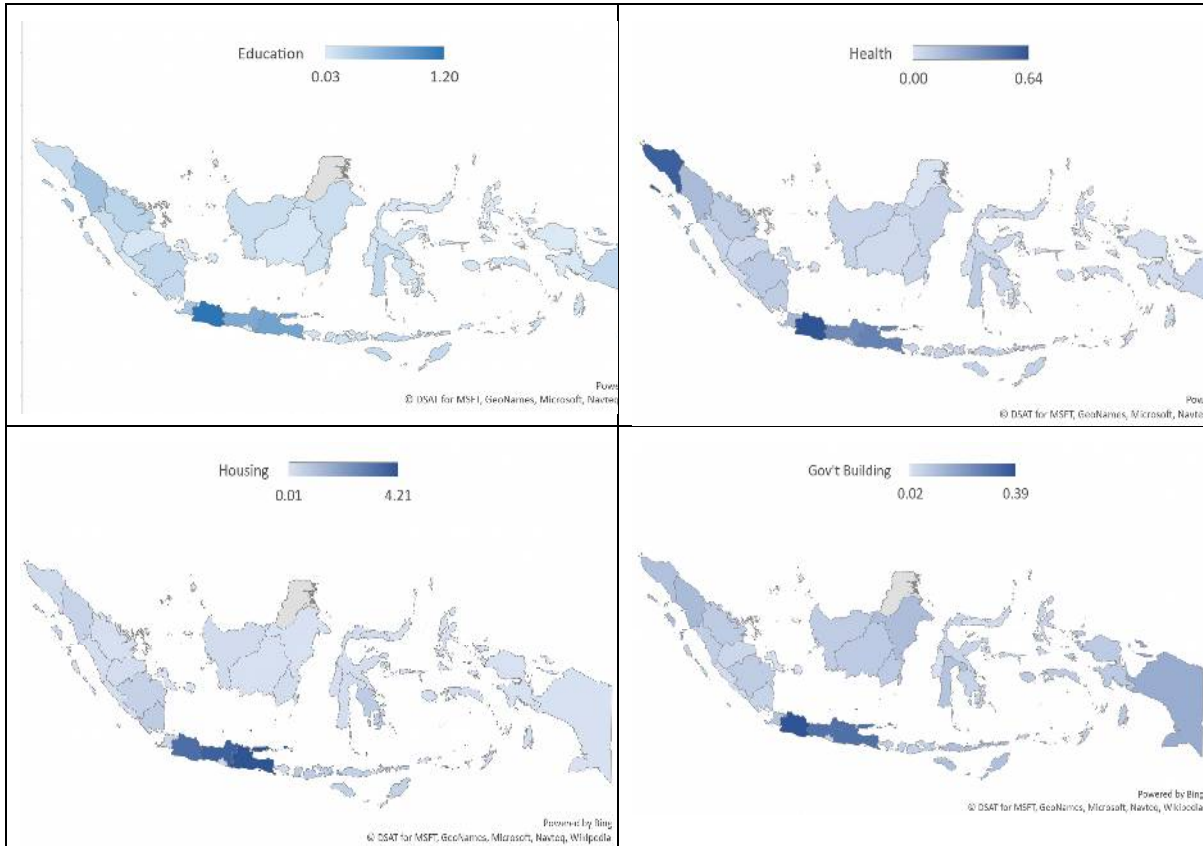 Education
0.03 1.20
Powe
© DSAT for MSFT, GeoNames, Microsoft, Navteq
Health
0.00 0.64
Pow
© DSAT for MSFT, GeoNames, Microsoft, Navte
Housing
0.01 4.21
Powered by Bing
© DSAT for MSFT, GeoNames, Microsoft, Navteq, Wikipedia
Gov't Building
0.02 0.39
Powered by Bing
© DSAT for MSFT, GeoNames, Microsoft, Navteq, Wikipedia